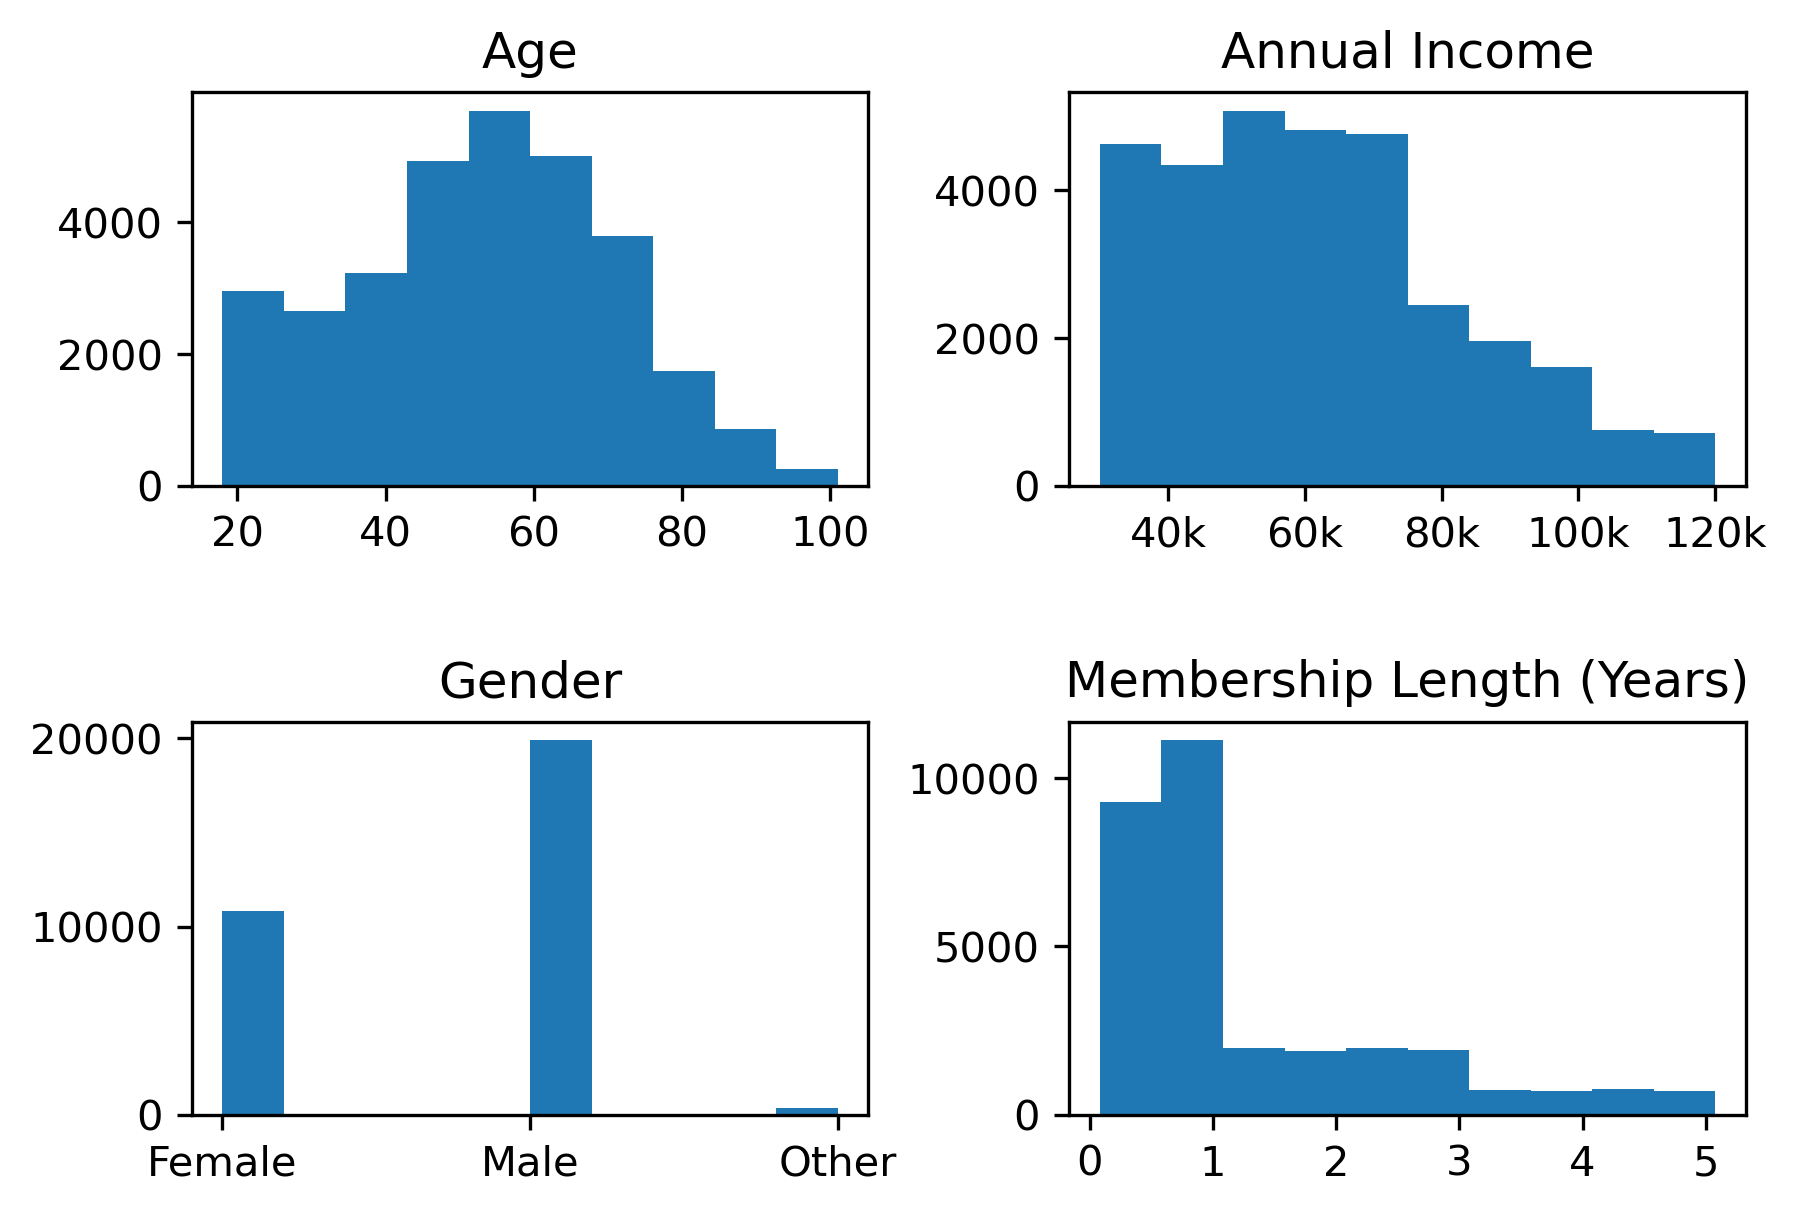 Age
4000
2000
0
20 40 60 80 100
Annual Income
4000
2000
0
40k 60k 80k 100k 120k
Gender
20000
10000
0
Female Male Other
Membership Length (Years)
10000
5000
0
0 1 2 3 4 5